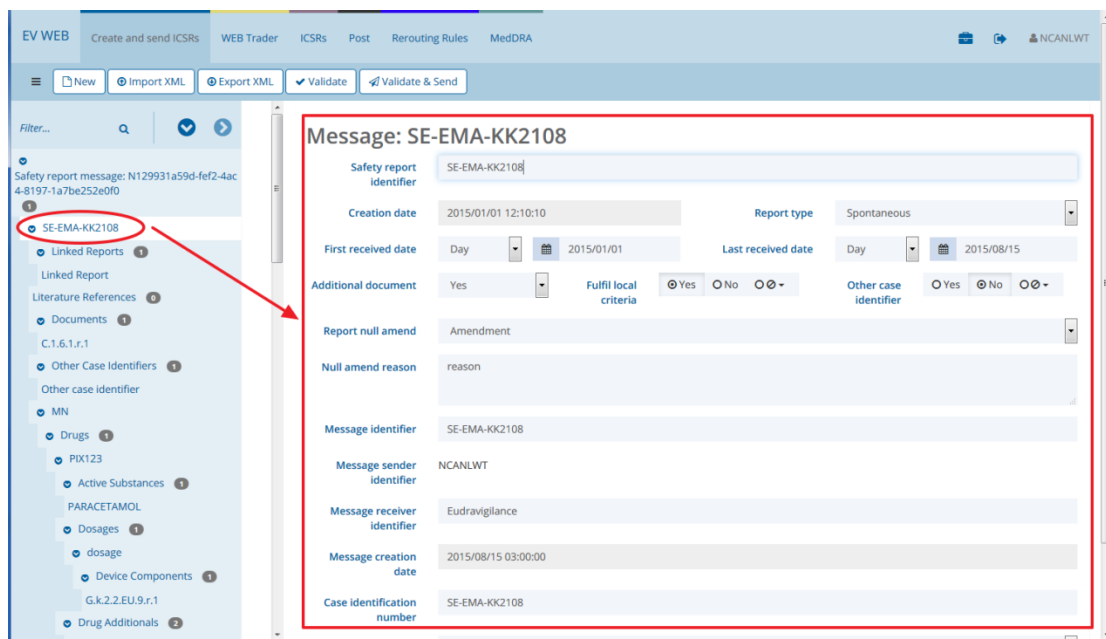 EV WEB
Create and send ICSRs
WEB Trader
ICSRs
Post
Rerouting Rules
MedDRA
NCANLWT
New
Import XML
Export XML
Validate
Validate & Send
Filter...
Safety report message: N129931a59d-fef2-4ac
4-8197-1a7be252e0f0
1
SE-EMA-KK2108
Linked Reports 1
Linked Report
Literature References 0
Documents 1
C.1.6.1.r.1
Other Case Identifiers 1
Other case identifier
MN
Drugs 1
PIX123
Active Substances 1
PARACETAMOL
Dosages 1
dosage
Device Components 1
G.k.2.2.EU.9.r.1
Drug Additionals 2
Message: SE-EMA-KK2108
Safety report
identifier
SE-EMA-KK2108
Creation date
2015/01/01 12:10:10
Report type
Spontaneous
First received date
Day
2015/01/01
Last received date
Day
2015/08/15
Additional document
Yes
Fulfil local
criteria
Yes
No
Other case
identifier
Yes
No
Report null amend
Amendment
Null amend reason
reason
Message identifier
SE-EMA-KK2108
Message sender
identifier
NCANLWT
Message receiver
identifier
Eudravigilance
Message creation
date
2015/08/15 03:00:00
Case identification
number
SE-EMA-KK2108